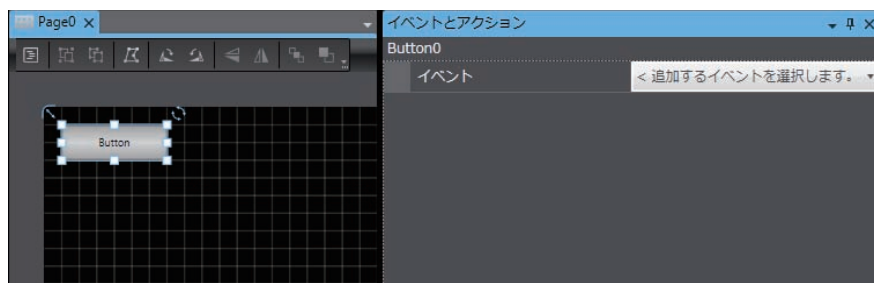 Page0
イベントとアクション
Button0
イベント
< 追加するイベントを選択します。
Button